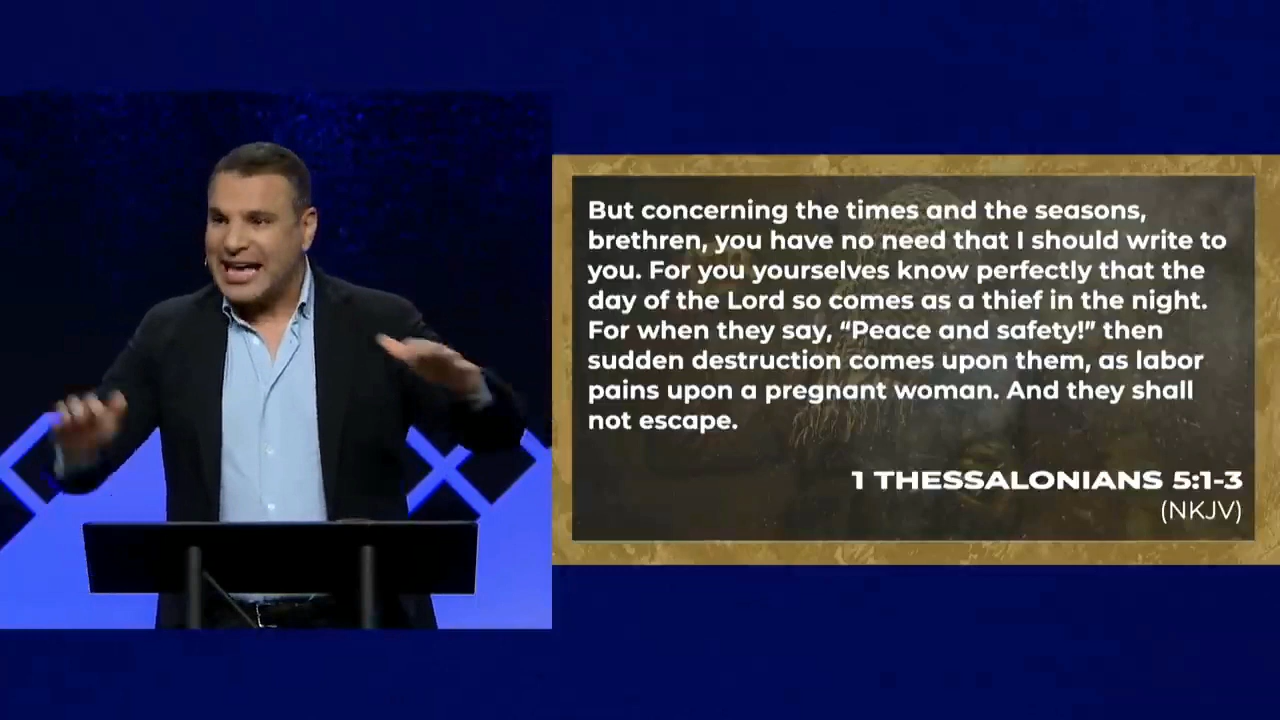 But concerning the times and the seasons,
brethren, you have no need that I should write to
you. For you yourselves know perfectly that the
day of the Lord so comes as a thief in the night.
For when they say, “Peace and safety!” then
sudden destruction comes upon them, as labor
pains upon a pregnant woman. And they shall
not escape.
1 THESSALONIANS 5:1-3
(NKJV)